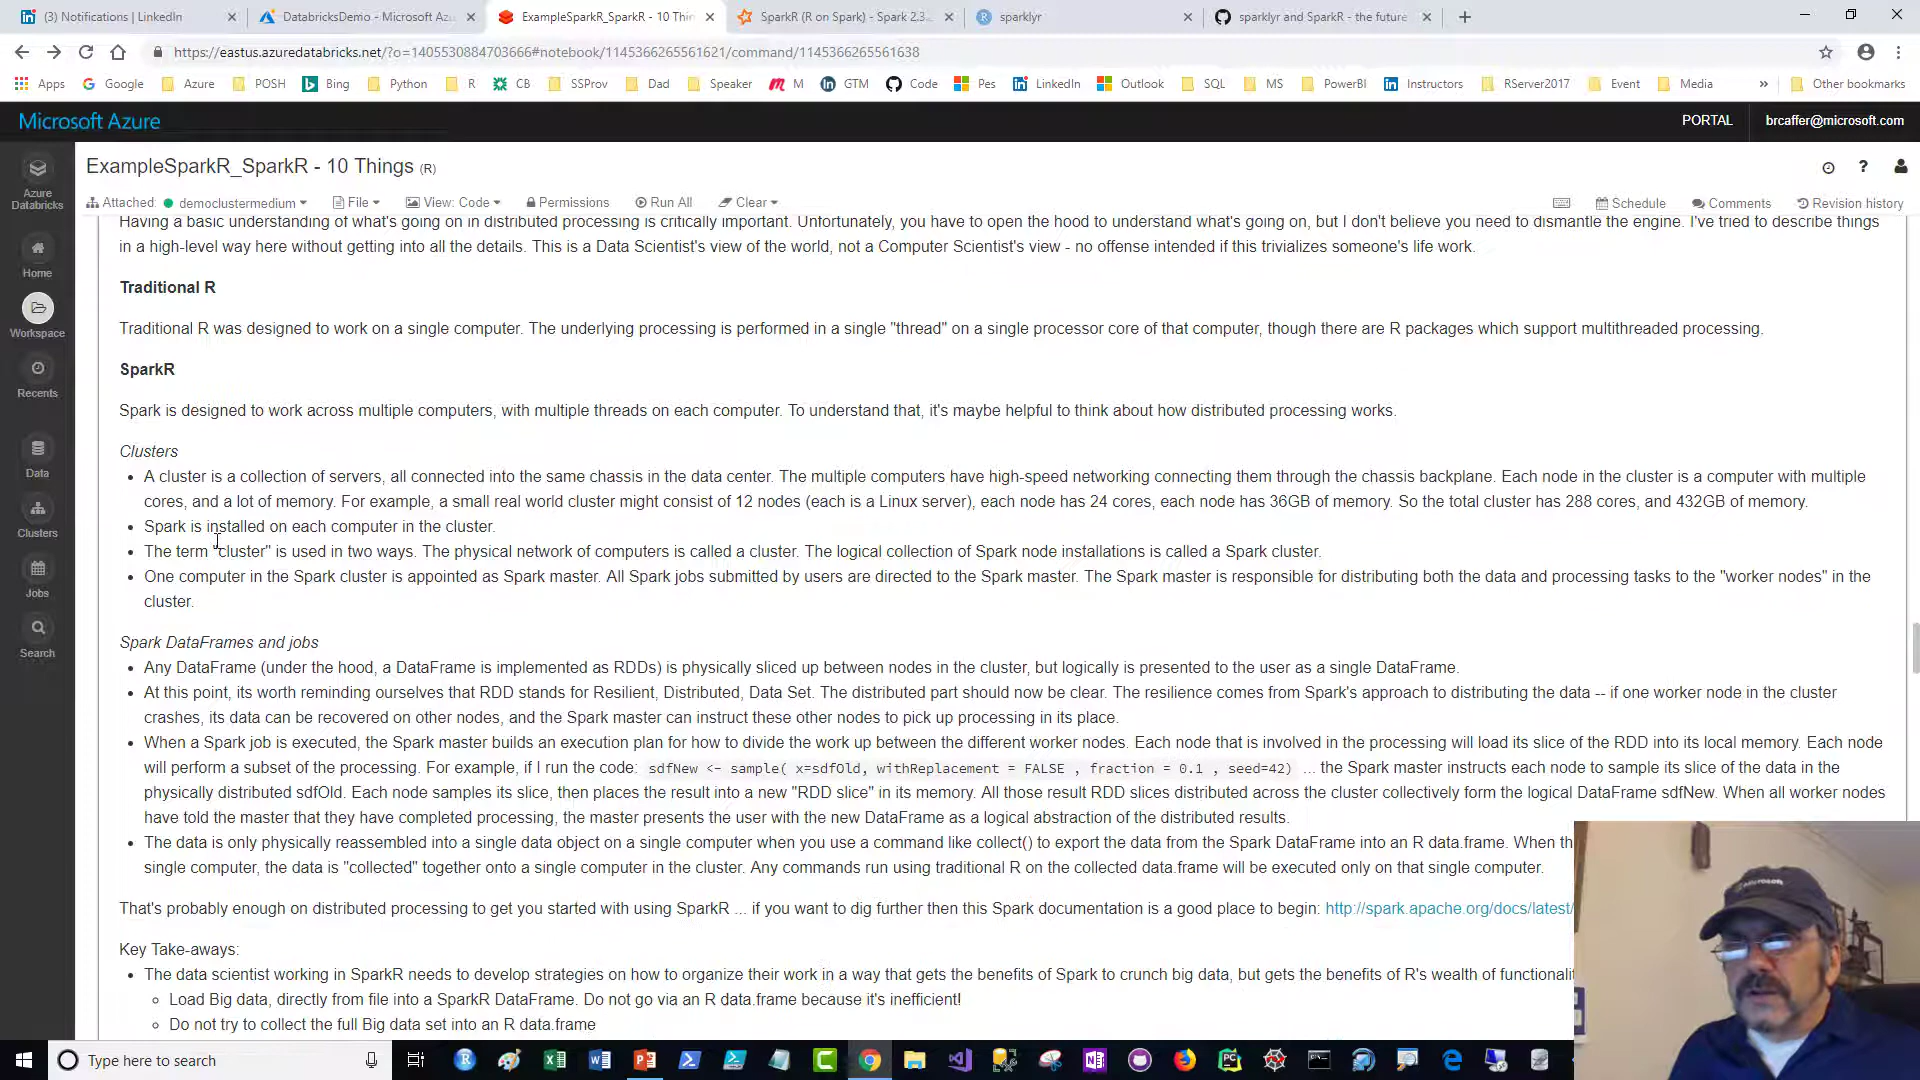 (3) Notifications | LinkedIn
DatabricksDemo - Microsoft Az
ExampleSparkR_SparkR - 10 Thin
SparkR (R on Spark) - Spark 2.3.
sparklyr
sparklyr and SparkR - the future
https://eastus.azuredatabricks.net/?o=1405530884703666#notebook/1145366265561621/command/1145366265561638
Apps Google Azure POSH Bing Python R CB SSProv Dad Speaker M GTM Code Pes LinkedIn Outlook SQL MS PowerBI Instructors RServer2017 Event Media » Other bookmarks
Microsoft Azure PORTAL brcaffer@microsoft.com
ExampleSparkR_SparkR - 10 Things (R)
Attached: democlustermedium File View: Code Permissions Run All Clear Schedule Comments Revision history
Azure Databricks
Home
Workspace
Recents
Data
Clusters
Jobs
Search
Having a basic understanding of what's going on in distributed processing is critically important. Unfortunately, you have to open the hood to understand what's going on, but I don't believe you need to dismantle the engine. I've tried to describe things
in a high-level way here without getting into all the details. This is a Data Scientist's view of the world, not a Computer Scientist's view - no offense intended if this trivializes someone's life work.
Traditional R
Traditional R was designed to work on a single computer. The underlying processing is performed in a single "thread" on a single processor core of that computer, though there are R packages which support multithreaded processing.
SparkR
Spark is designed to work across multiple computers, with multiple threads on each computer. To understand that, it's maybe helpful to think about how distributed processing works.
Clusters
• A cluster is a collection of servers, all connected into the same chassis in the data center. The multiple computers have high-speed networking connecting them through the chassis backplane. Each node in the cluster is a computer with multiple
cores, and a lot of memory. For example, a small real world cluster might consist of 12 nodes (each is a Linux server), each node has 24 cores, each node has 36GB of memory. So the total cluster has 288 cores, and 432GB of memory.
• Spark is installed on each computer in the cluster.
• The term "cluster" is used in two ways. The physical network of computers is called a cluster. The logical collection of Spark node installations is called a Spark cluster.
• One computer in the Spark cluster is appointed as Spark master. All Spark jobs submitted by users are directed to the Spark master. The Spark master is responsible for distributing both the data and processing tasks to the "worker nodes" in the
cluster.
Spark DataFrames and jobs
• Any DataFrame (under the hood, a DataFrame is implemented as RDDs) is physically sliced up between nodes in the cluster, but logically is presented to the user as a single DataFrame.
• At this point, its worth reminding ourselves that RDD stands for Resilient, Distributed, Data Set. The distributed part should now be clear. The resilience comes from Spark's approach to distributing the data -- if one worker node in the cluster
crashes, its data can be recovered on other nodes, and the Spark master can instruct these other nodes to pick up processing in its place.
• When a Spark job is executed, the Spark master builds an execution plan for how to divide the work up between the different worker nodes. Each node that is involved in the processing will load its slice of the RDD into its local memory. Each node
will perform a subset of the processing. For example, if I run the code: sdfNew <- sample( x=sdfOld, withReplacement = FALSE , fraction = 0.1 , seed=42) ... the Spark master instructs each node to sample its slice of the data in the
physically distributed sdfOld. Each node samples its slice, then places the result into a new "RDD slice" in its memory. All those result RDD slices distributed across the cluster collectively form the logical DataFrame sdfNew. When all worker nodes
have told the master that they have completed processing, the master presents the user with the new DataFrame as a logical abstraction of the distributed results.
• The data is only physically reassembled into a single data object on a single computer when you use a command like collect() to export the data from the Spark DataFrame into an R data.frame. When th
single computer, the data is "collected" together onto a single computer in the cluster. Any commands run using traditional R on the collected data.frame will be executed only on that single computer.
That's probably enough on distributed processing to get you started with using SparkR ... if you want to dig further then this Spark documentation is a good place to begin: http://spark.apache.org/docs/latest/
Key Take-aways:
• The data scientist working in SparkR needs to develop strategies on how to organize their work in a way that gets the benefits of Spark to crunch big data, but gets the benefits of R's wealth of functionalit
◦ Load Big data, directly from file into a SparkR DataFrame. Do not go via an R data.frame because it's inefficient!
◦ Do not try to collect the full Big data set into an R data.frame
Type here to search